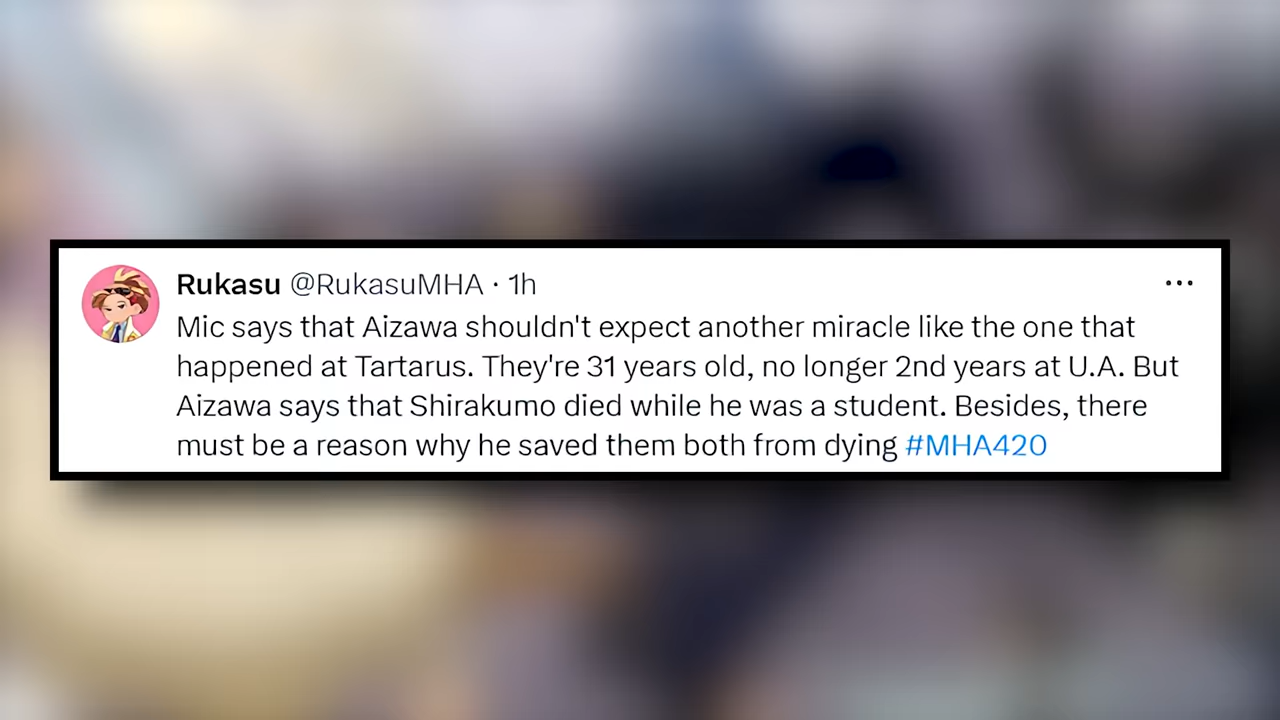 Rukasu @RukasuMHA · 1h
Mic says that Aizawa shouldn't expect another miracle like the one that
happened at Tartarus. They're 31 years old, no longer 2nd years at U.A. But
Aizawa says that Shirakumo died while he was a student. Besides, there
must be a reason why he saved them both from dying #MHA420